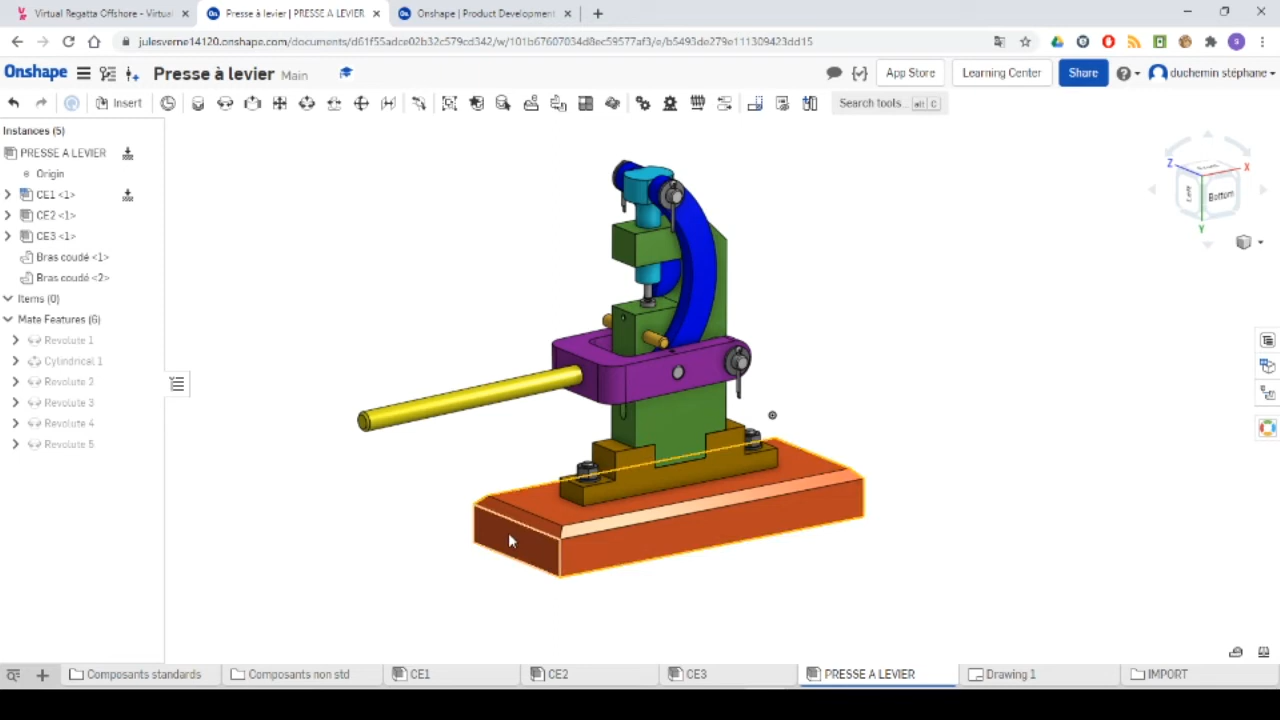 Virtual Regatta Offshore - Virtual
Presse à levier | PRESSE A LEVIER
Onshape | Product Development
julesverne14120.onshape.com/documents/d61f55adce02b32c579cd342/w/101b67607034d8ec59577af3/e/b5493de279e111309423dd15
Onshape
Presse à levier Main
App Store
Learning Center
Share
duchemin stéphane
Insert
Search tools... alt C
Instances (5)
PRESSE A LEVIER
Origin
CE1 <1>
CE2 <1>
CE3 <1>
Bras coudé <1>
Bras coudé <2>
Items (0)
Mate Features (6)
Revolute 1
Cylindrical 1
Revolute 2
Revolute 3
Revolute 4
Revolute 5
Z
X
Left
Bottom
Y
Composants standards
Composants non std
CE1
CE2
CE3
PRESSE A LEVIER
Drawing 1
IMPORT